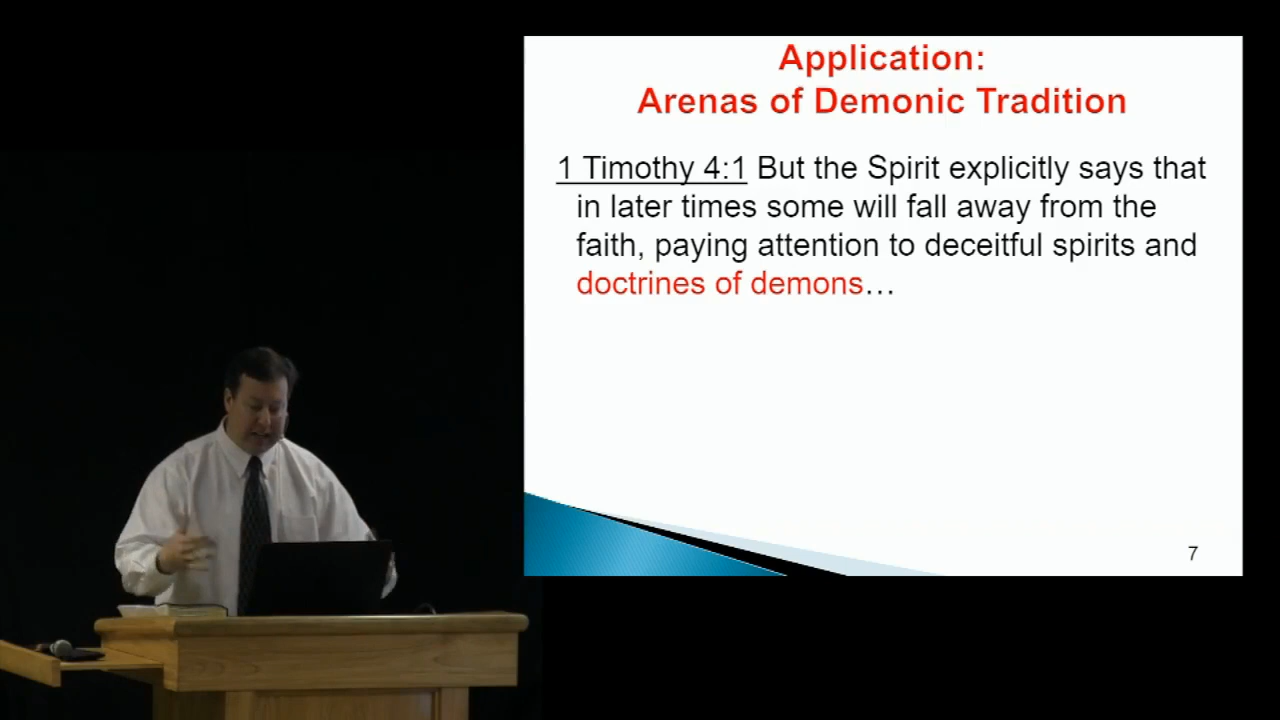 Application:
Arenas of Demonic Tradition
1 Timothy 4:1 But the Spirit explicitly says that
in later times some will fall away from the
faith, paying attention to deceitful spirits and
doctrines of demons…
7